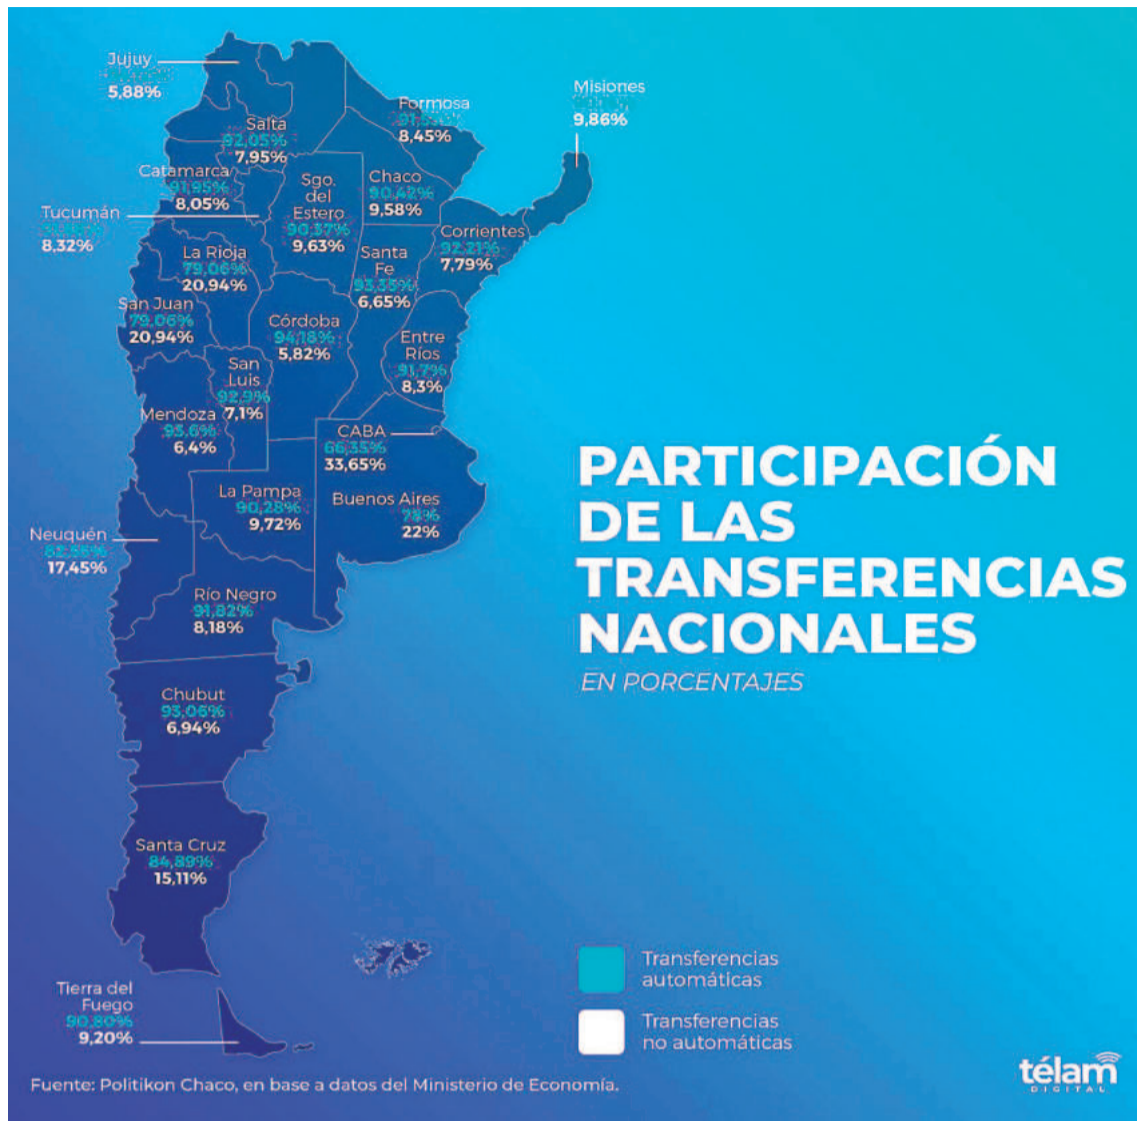 Jujuy
5,88%
Misiones
9,86%
Formosa
8,45%
Salta
92,05%
7,95%
Catamarca
91,95%
8,05%
Tucumán
8,32%
Sgo.
del
Estero
90,37%
9,63%
Chaco
90,42%
9,58%
Corrientes
92,21%
7,79%
La Rioja
79,06%
20,94%
Santa
Fe
93,35%
6,65%
San Juan
79,06%
20,94%
Córdoba
94,18%
5,82%
Entre
Ríos
91,7%
8,3%
San
Luis
92,9%
7,1%
Mendoza
93,6%
6,4%
CABA
66,35%
33,65%
La Pampa
90,28%
9,72%
Buenos Aires
78%
22%
Neuquén
17,45%
Río Negro
91,82%
8,18%
Chubut
93,06%
6,94%
Santa Cruz
84,89%
15,11%
Tierra del
Fuego
90,80%
9,20%
PARTICIPACIÓN
DE LAS
TRANSFERENCIAS
NACIONALES
EN PORCENTAJES
Transferencias
automáticas
Transferencias
no automáticas
Fuente: Politikon Chaco, en base a datos del Ministerio de Economía.
télam
DIGITAL